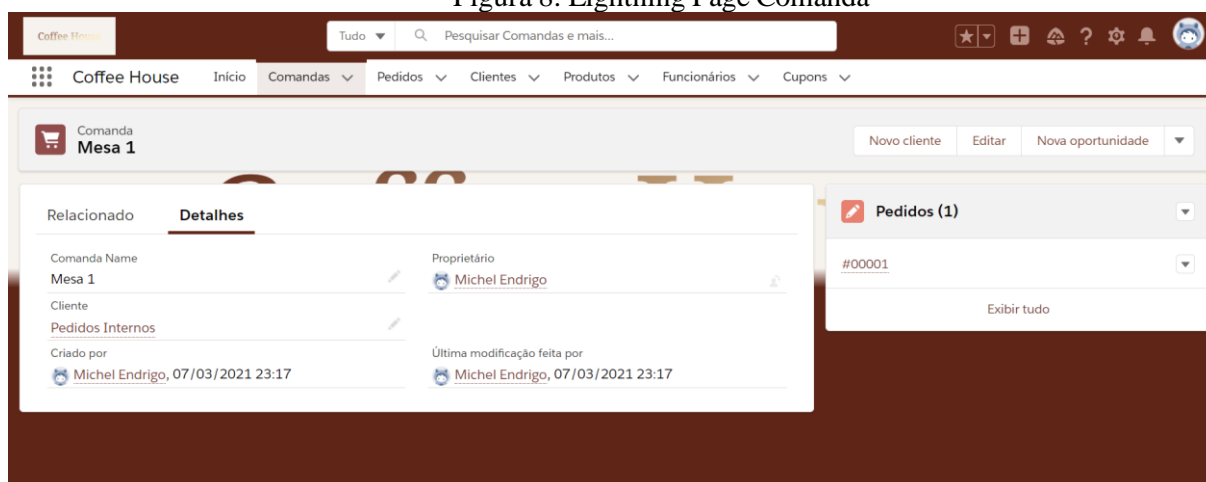 Figura 8: Lightning Page Comanda
Coffee House
Tudo Pesquisar Comandas e mais...
Coffee House Início Comandas Pedidos Clientes Produtos Funcionários Cupons
Comanda
Mesa 1
Novo cliente Editar Nova oportunidade
Relacionado Detalhes
Pedidos (1)
Comanda Name Proprietário
Mesa 1 Michel Endrigo
#00001
Cliente
Pedidos Internos
Exibir tudo
Criado por Última modificação feita por
Michel Endrigo, 07/03/2021 23:17 Michel Endrigo, 07/03/2021 23:17